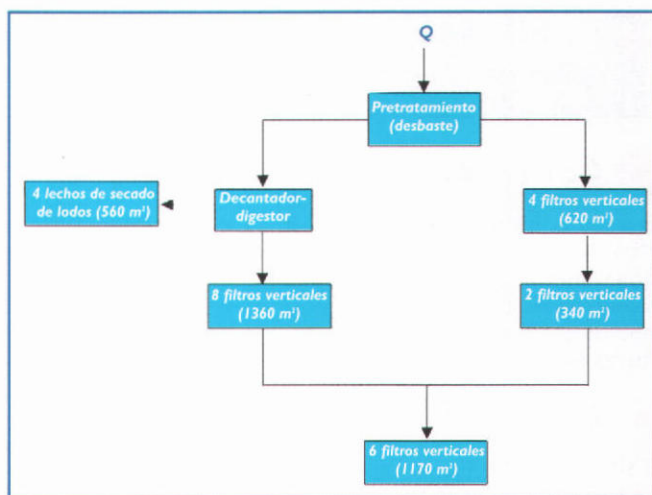 Q
Pretratamiento
(desbaste)
4 lechos de secado
de lodos (560 m²)
Decantador-
digestor
4 filtros verticales
(620 m²)
8 filtros verticales
(1360 m²)
2 filtros verticales
(340 m²)
6 filtros verticales
(1170 m²)